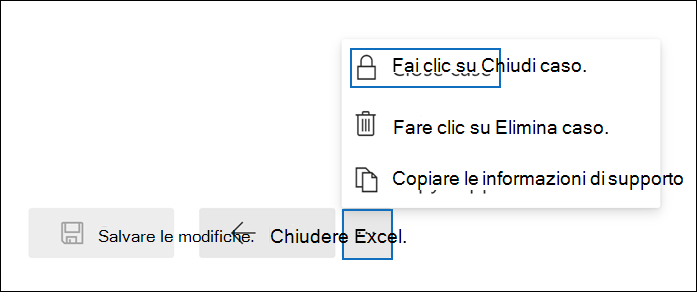 Fai clic su Chiudi caso.
Fare clic su Elimina caso.
Copiare le informazioni di supporto
Salvare le modifiche. Chiudere Excel.